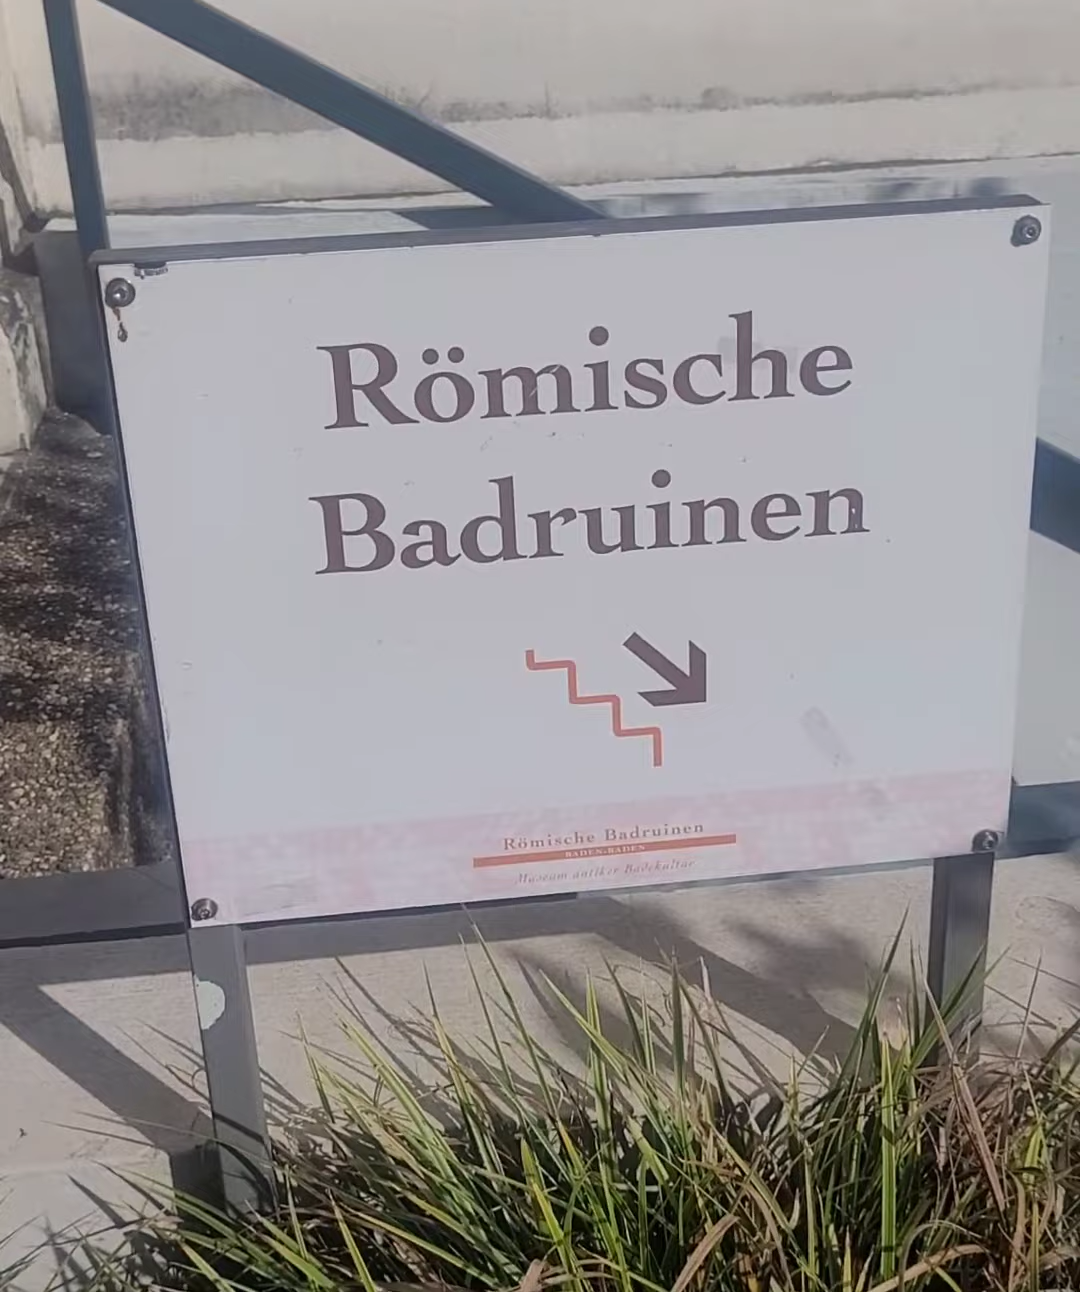 Römische
Badruinen
Römische Badruinen
BADEN-BADEN
Museum antiker Badekultur